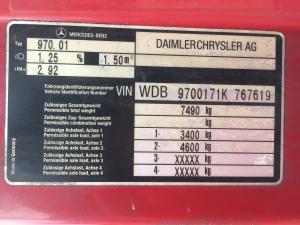 MERCEDES-BENZ
DAIMLERCHRYSLER AG
Typ 970.01
1.25 % 1.50m
2.92
Fahrzeugidentifizierungsnummer
Vehicle Identification Number VIN WDB 9700171K 767619
Zulässiges Gesamtgewicht
Permissible total weight 7490 kg
Zulässiges Zug-Gesamtgewicht
Permissible combination weight kg
Zulässige Achslast, Achse 1
Permissible axle load, axle 1 1- 3400 kg
Zulässige Achslast, Achse 2
Permissible axle load, axle 2 2- 4600 kg
Zulässige Achslast, Achse 3
Permissible axle load, axle 3 3- XXXXX kg
Zulässige Achslast, Achse 4
Permissible axle load, axle 4 4- XXXXX kg
Made in Germany